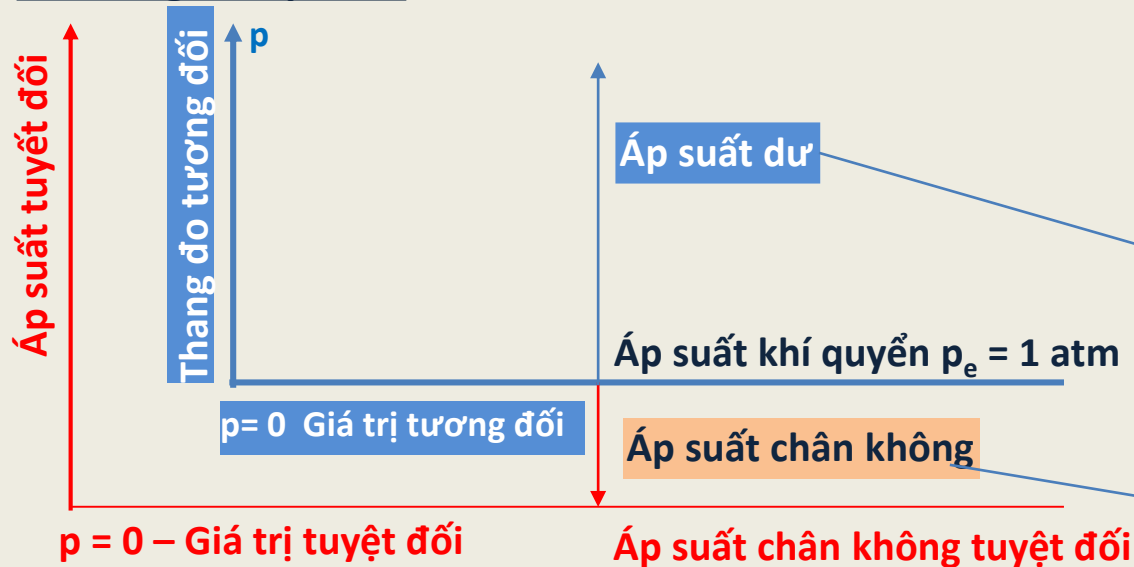 Áp suất tuyết đối
Thang đo tương đối
p
Áp suất dư
Áp suất khí quyển pₑ = 1 atm
p= 0 Giá trị tương đối
Áp suất chân không
p = 0 – Giá trị tuyệt đối
Áp suất chân không tuyệt đối